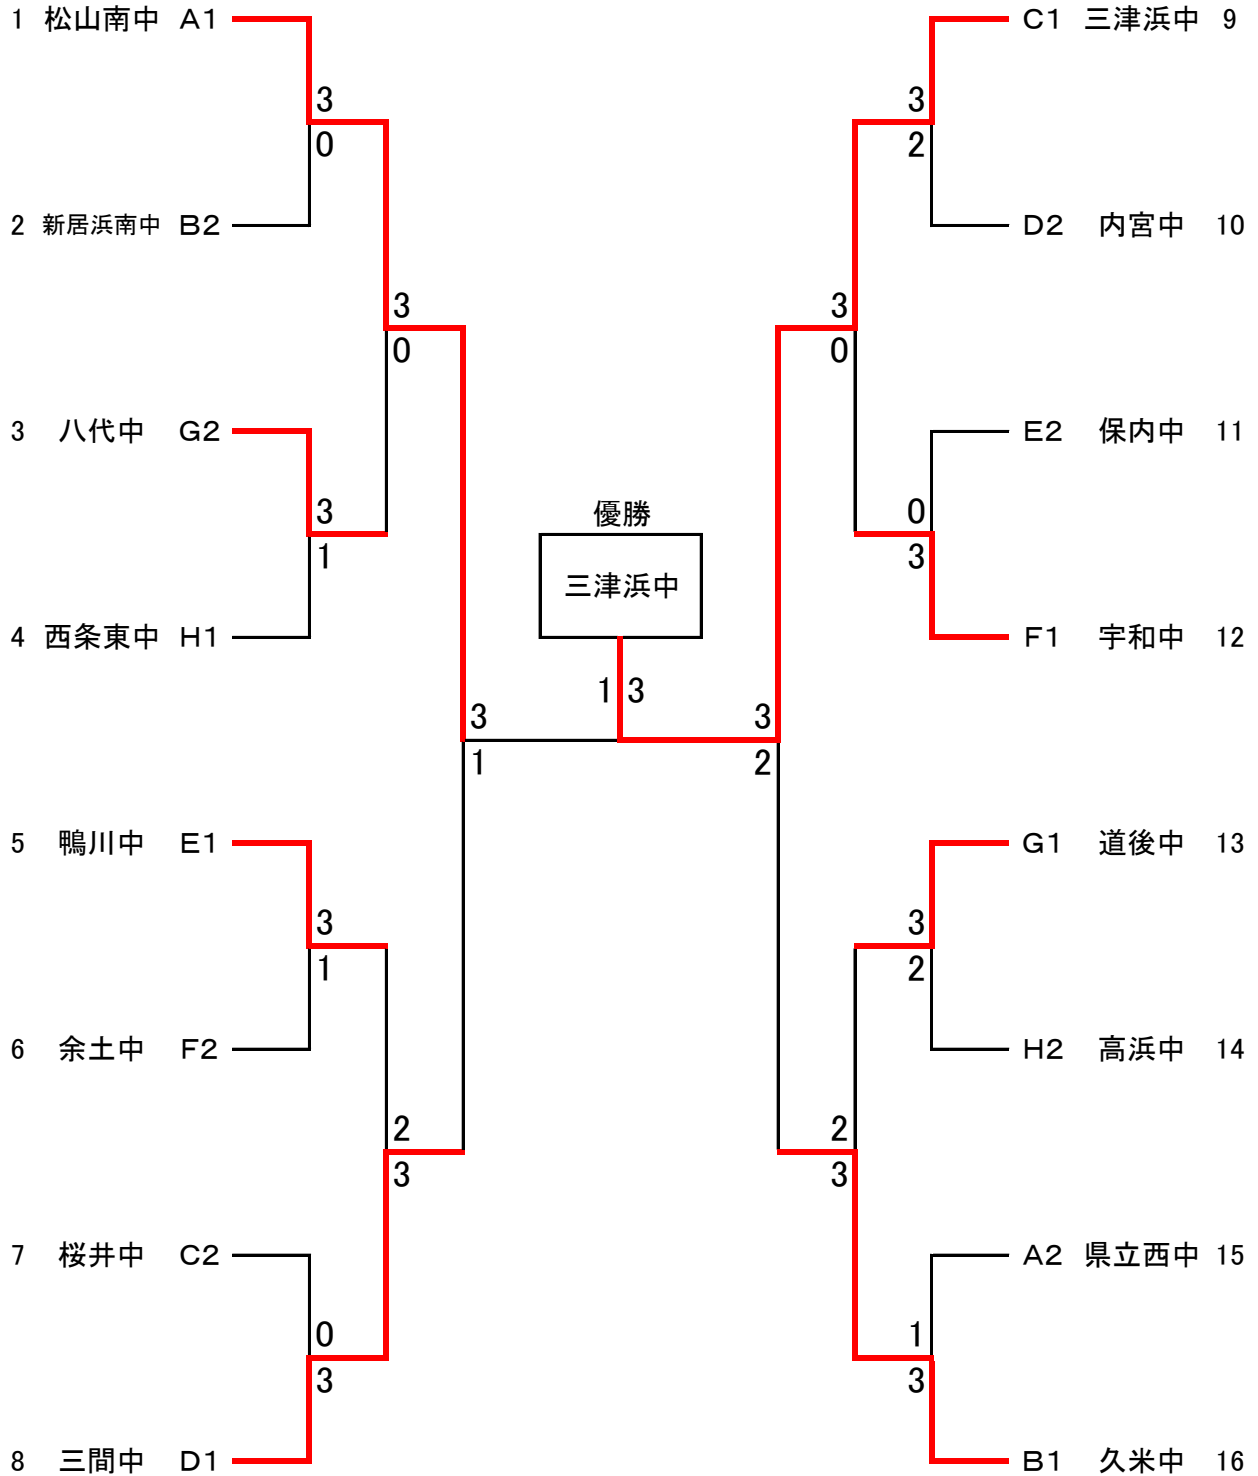 1 松山南中 A1
3
0
2 新居浜南中 B2
3
0
3 八代中 G2
3
1
4 西条東中 H1
3
1
5 鴨川中 E1
3
1
6 余土中 F2
2
3
7 桜井中 C2
0
3
8 三間中 D1
優勝
三津浜中
1 3
C1 三津浜中 9
3
2
D2 内宮中 10
3
0
E2 保内中 11
0
3
F1 宇和中 12
3
2
G1 道後中 13
3
2
H2 高浜中 14
2
3
A2 県立西中 15
1
3
B1 久米中 16